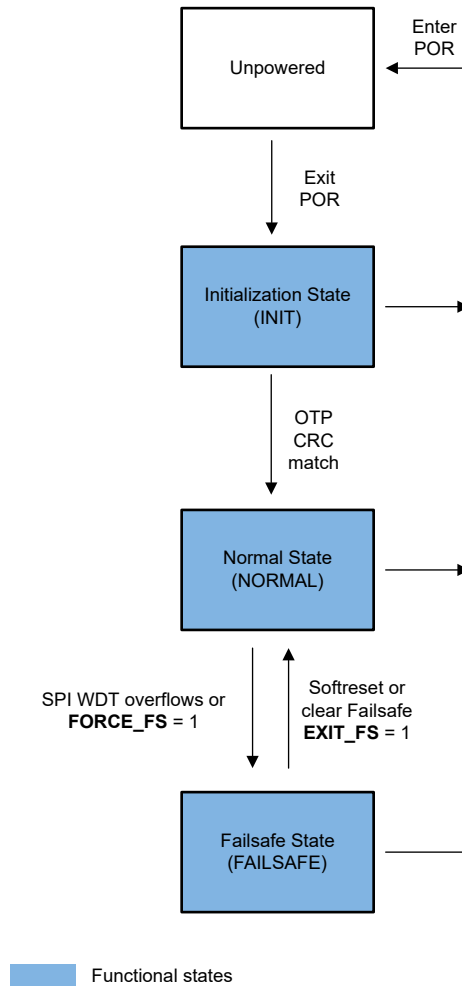 Enter
POR
Unpowered
Exit
POR
Initialization State
(INIT)
OTP
CRC
match
Normal State
(NORMAL)
SPI WDT overflows or
FORCE_FS = 1
Softreset or
clear Failsafe
EXIT_FS = 1
Failsafe State
(FAILSAFE)
Functional states